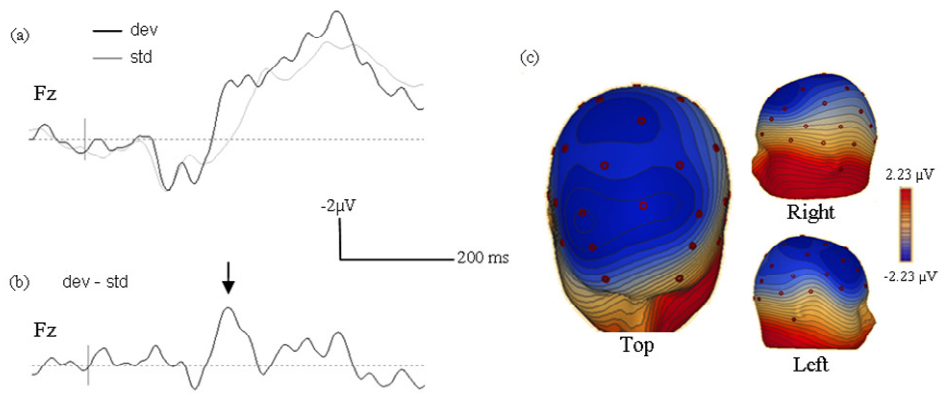 (a)
dev
std
Fz
-2μV
200 ms
(b)
dev - std
Fz
(c)
Top
Right
Left
2.23 μV
-2.23 μV